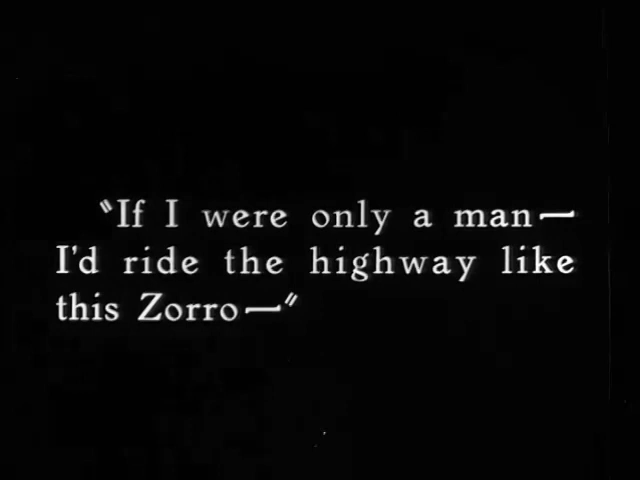 "If I were only a man—
I'd ride the highway like
this Zorro—"